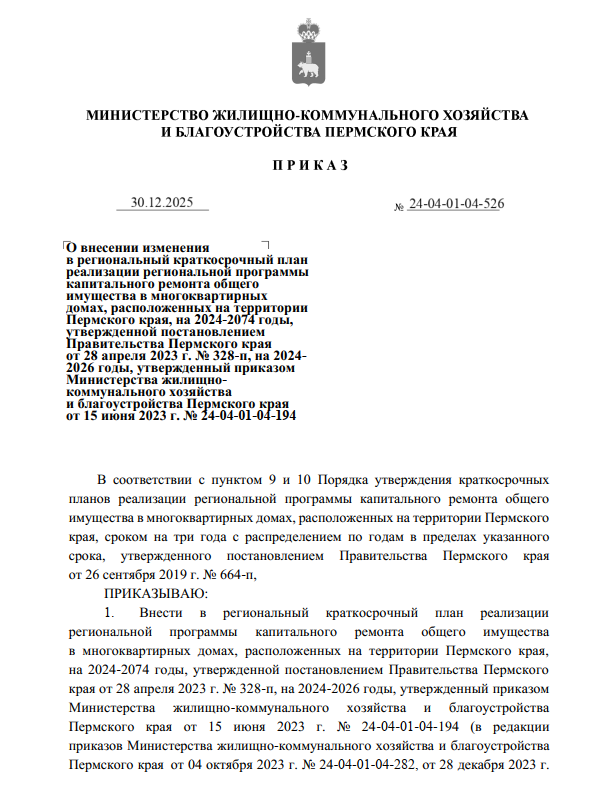 МИНИСТЕРСТВО ЖИЛИЩНО-КОММУНАЛЬНОГО ХОЗЯЙСТВА
И БЛАГОУСТРОЙСТВА ПЕРМСКОГО КРАЯ
П Р И К А З
30.12.2025
№ 24-04-01-04-526
О внесении изменения
в региональный краткосрочный план
реализации региональной программы
капитального ремонта общего
имущества в многоквартирных
домах, расположенных на территории
Пермского края, на 2024-2074 годы,
утвержденной постановлением
Правительства Пермского края
от 28 апреля 2023 г. № 328-п, на 2024-
2026 годы, утвержденный приказом
Министерства жилищно-
коммунального хозяйства
и благоустройства Пермского края
от 15 июня 2023 г. № 24-04-01-04-194
В соответствии с пунктом 9 и 10 Порядка утверждения краткосрочных
планов реализации региональной программы капитального ремонта общего
имущества в многоквартирных домах, расположенных на территории Пермского
края, сроком на три года с распределением по годам в пределах указанного
срока, утвержденного постановлением Правительства Пермского края
от 26 сентября 2019 г. № 664-п,
ПРИКАЗЫВАЮ:
1. Внести в региональный краткосрочный план реализации
региональной программы капитального ремонта общего имущества
в многоквартирных домах, расположенных на территории Пермского края,
на 2024-2074 годы, утвержденной постановлением Правительства Пермского
края от 28 апреля 2023 г. № 328-п, на 2024-2026 годы, утвержденный приказом
Министерства жилищно-коммунального хозяйства и благоустройства
Пермского края от 15 июня 2023 г. № 24-04-01-04-194 (в редакции
приказов Министерства жилищно-коммунального хозяйства и благоустройства
Пермского края от 04 октября 2023 г. № 24-04-01-04-282, от 28 декабря 2023 г.